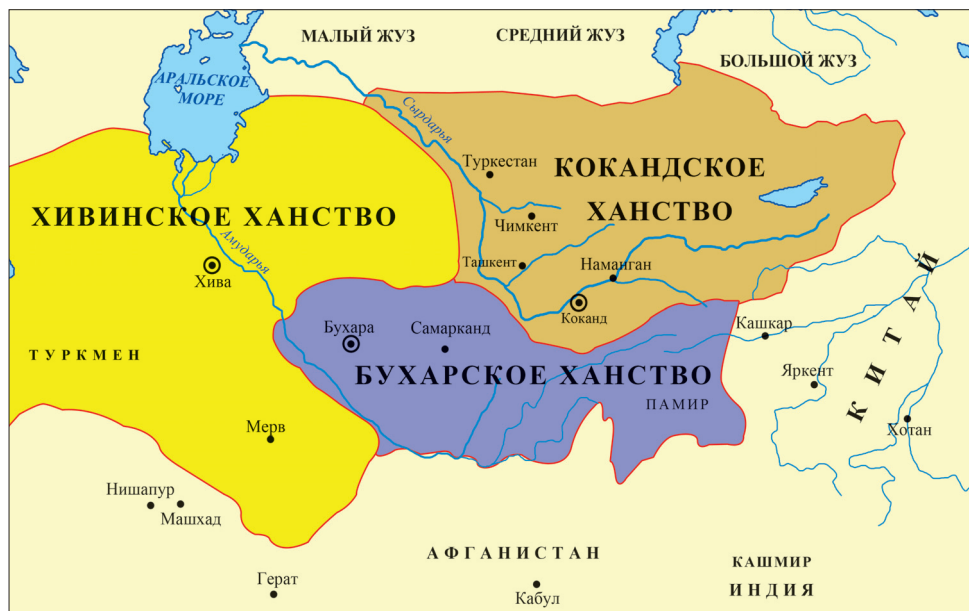 МАЛЫЙ ЖУЗ
СРЕДНИЙ ЖУЗ
БОЛЬШОЙ ЖУЗ
АРАЛЬСКОЕ
МОРЕ
Сырдарья
Туркестан
КОКАНДСКОЕ
ХАНСТВО
ХИВИНСКОЕ ХАНСТВО
Чимкент
Амударья
Ташкент
Наманган
Хива
Коканд
Бухара
Самарканд
Кашкар
КИТАЙ
ТУРКМЕН
БУХАРСКОЕ ХАНСТВО
Яркент
ПАМИР
Мерв
Хотан
Нишапур
Машхад
АФГАНИСТАН
КАШМИР
Герат
Кабул
ИНДИЯ